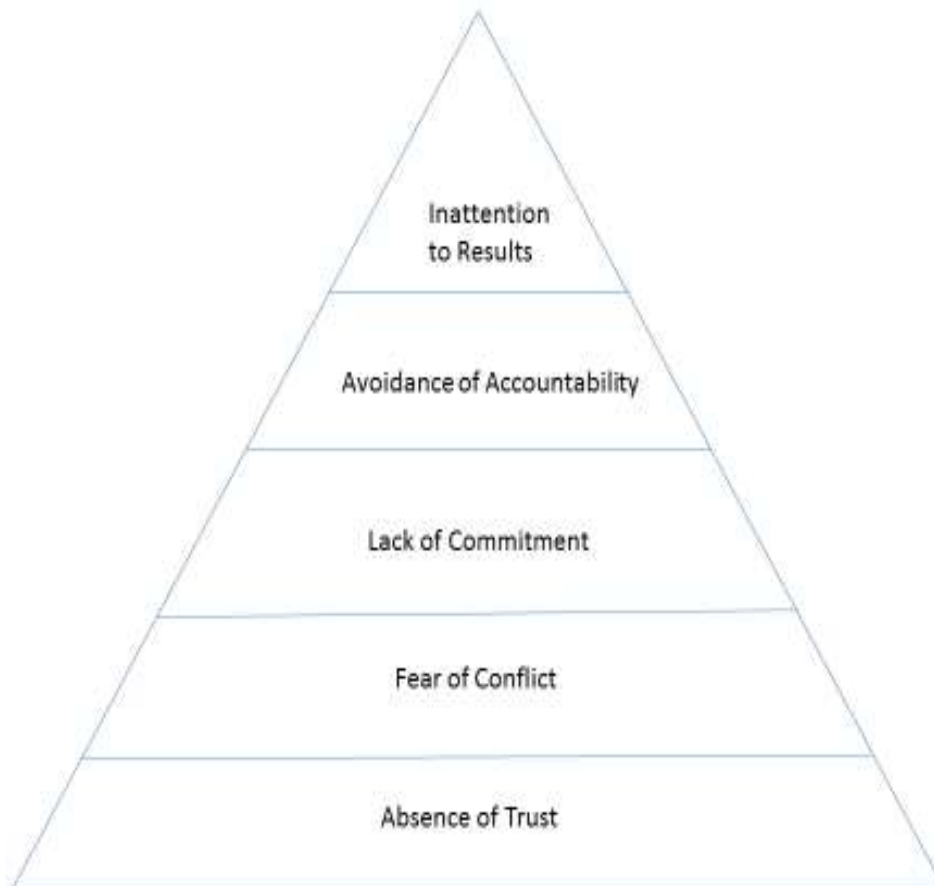 Inattention
to Results
Avoidance of Accountability
Lack of Commitment
Fear of Conflict
Absence of Trust